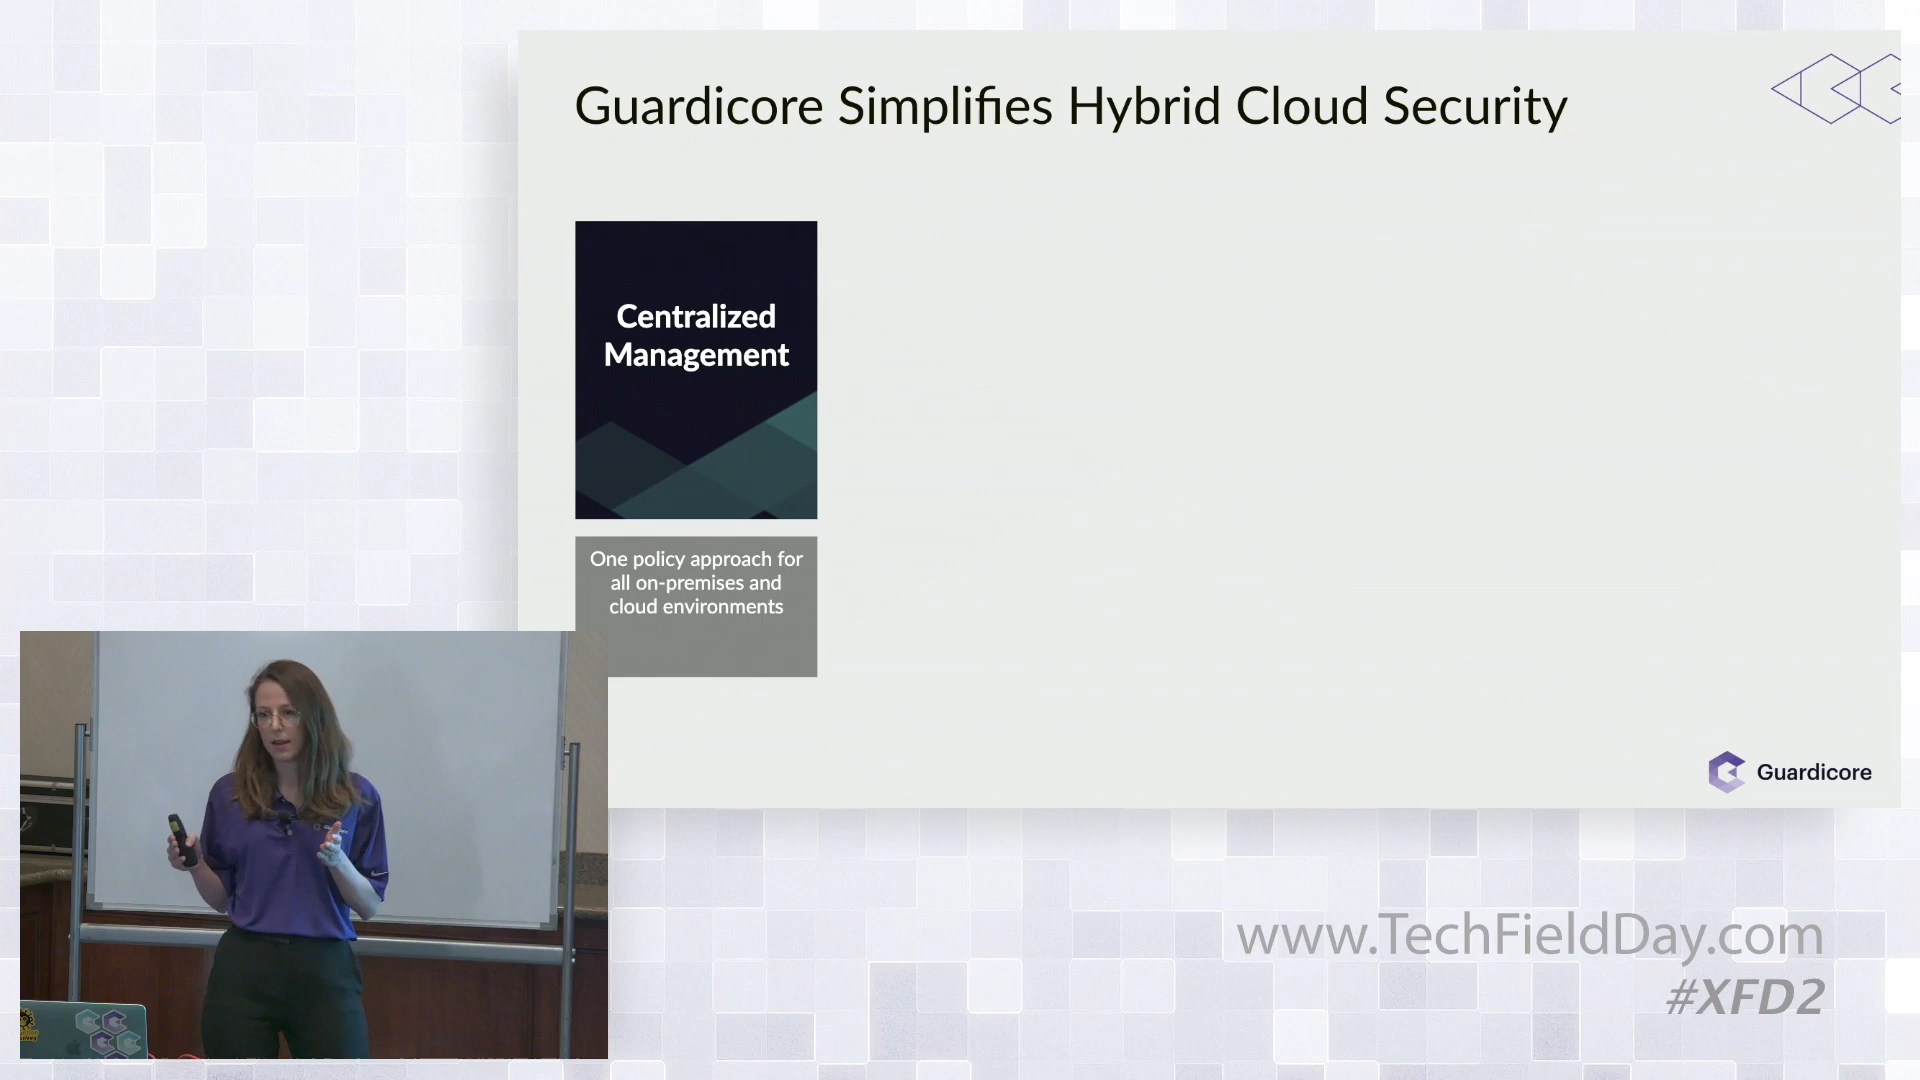 Guardicore Simplifies Hybrid Cloud Security
Centralized
Management
One policy approach for
all on-premises and
cloud environments
Guardicore
www.TechFieldDay.com
#XFD2